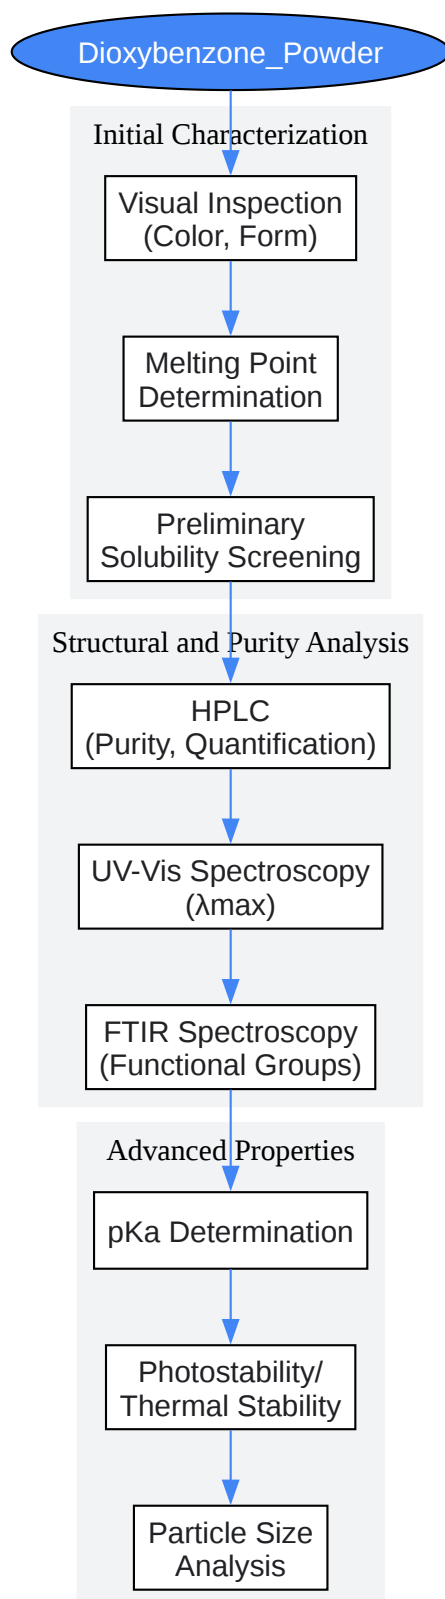 Dioxybenzone_Powder
Initial Characterization
Visual Inspection
(Color, Form)
Melting Point
Determination
Preliminary
Solubility Screening
Structural and Purity Analysis
HPLC
(Purity, Quantification)
UV-Vis Spectroscopy
(λmax)
FTIR Spectroscopy
(Functional Groups)
Advanced Properties
pKa Determination
Photostability/
Thermal Stability
Particle Size
Analysis